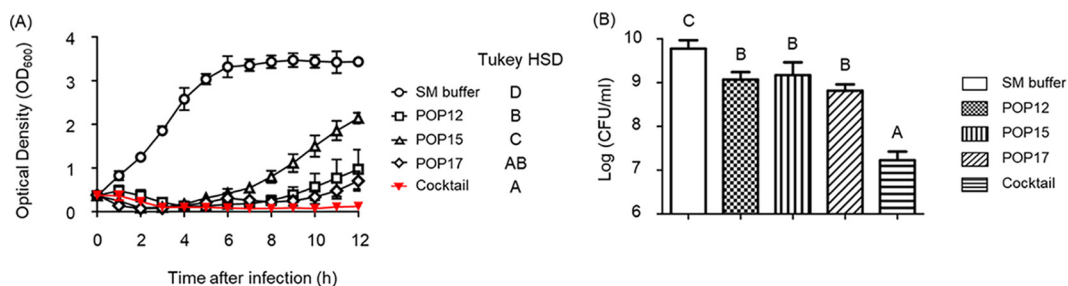 (A)
Optical Density (OD600)
4
3
2
1
0
0 2 4 6 8 10 12
Time after infection (h)
Tukey HSD
SM buffer D
POP12 B
POP15 C
POP17 AB
Cocktail A
(B)
Log (CFU/ml)
10
9
8
7
6
C
B
B
B
A
SM buffer
POP12
POP15
POP17
Cocktail